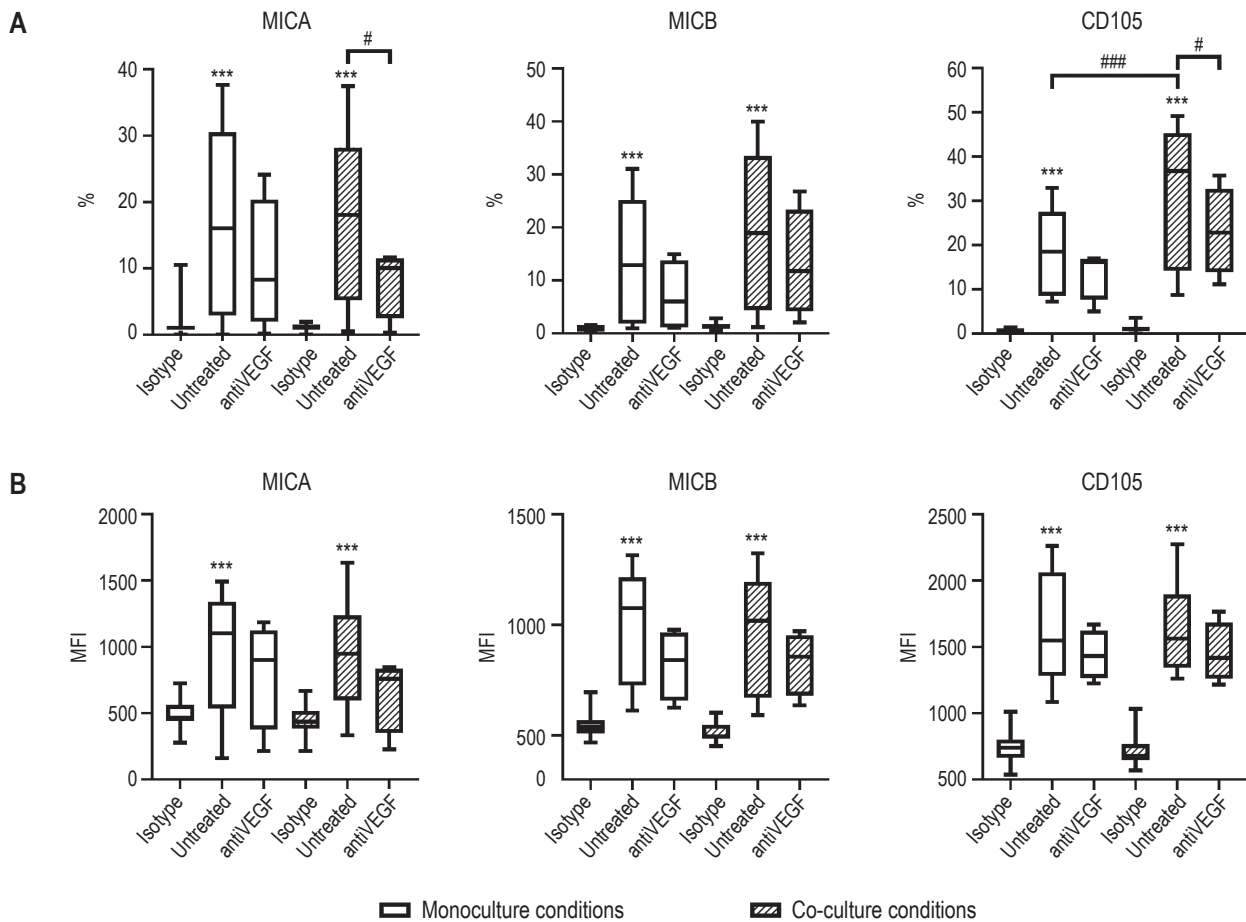 A
MICA
MICB
CD105
#
***
***
***
***
###
#
***
***
40
30
20
10
0
%
50
40
30
20
10
0
%
60
50
40
30
20
10
0
%
Isotype
Untreated
antiVEGF
Isotype
Untreated
antiVEGF
Isotype
Untreated
antiVEGF
Isotype
Untreated
antiVEGF
Isotype
Untreated
antiVEGF
Isotype
Untreated
antiVEGF
B
MICA
MICB
CD105
2000
1500
1000
500
0
MFI
***
***
1500
1000
500
0
MFI
***
***
2500
2000
1500
1000
500
MFI
***
***
Isotype
Untreated
antiVEGF
Isotype
Untreated
antiVEGF
Isotype
Untreated
antiVEGF
Isotype
Untreated
antiVEGF
Isotype
Untreated
antiVEGF
Isotype
Untreated
antiVEGF
Monoculture conditions
Co-culture conditions